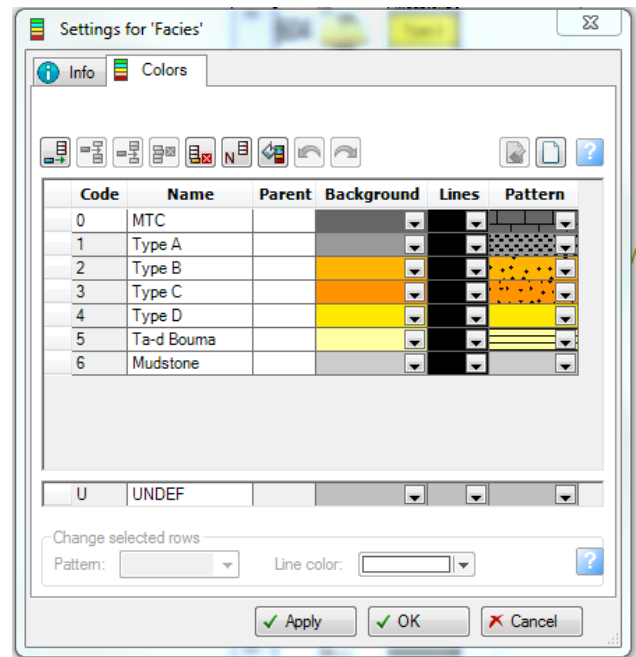 Settings for 'Facies'
Info Colors
N
?
Code Name Parent Background Lines Pattern
0 MTC
1 Type A
2 Type B
3 Type C
4 Type D
5 Ta-d Bouma
6 Mudstone
U UNDEF
Change selected rows
Pattern: Line color: ?
Apply OK Cancel